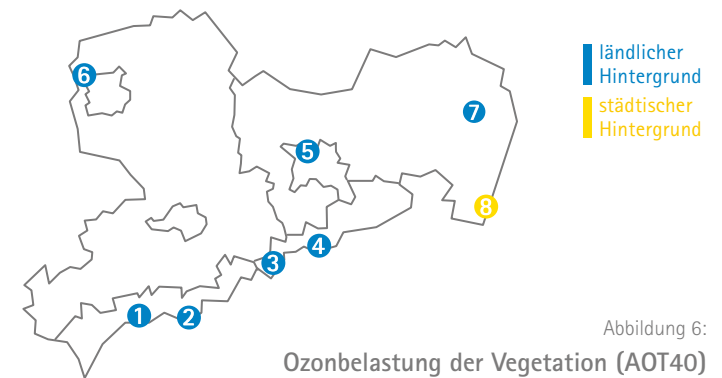 6
ländlicher
Hintergrund
städtischer
Hintergrund
7
5
8
4
3
1
2
Abbildung 6:
Ozonbelastung der Vegetation (AOT40)